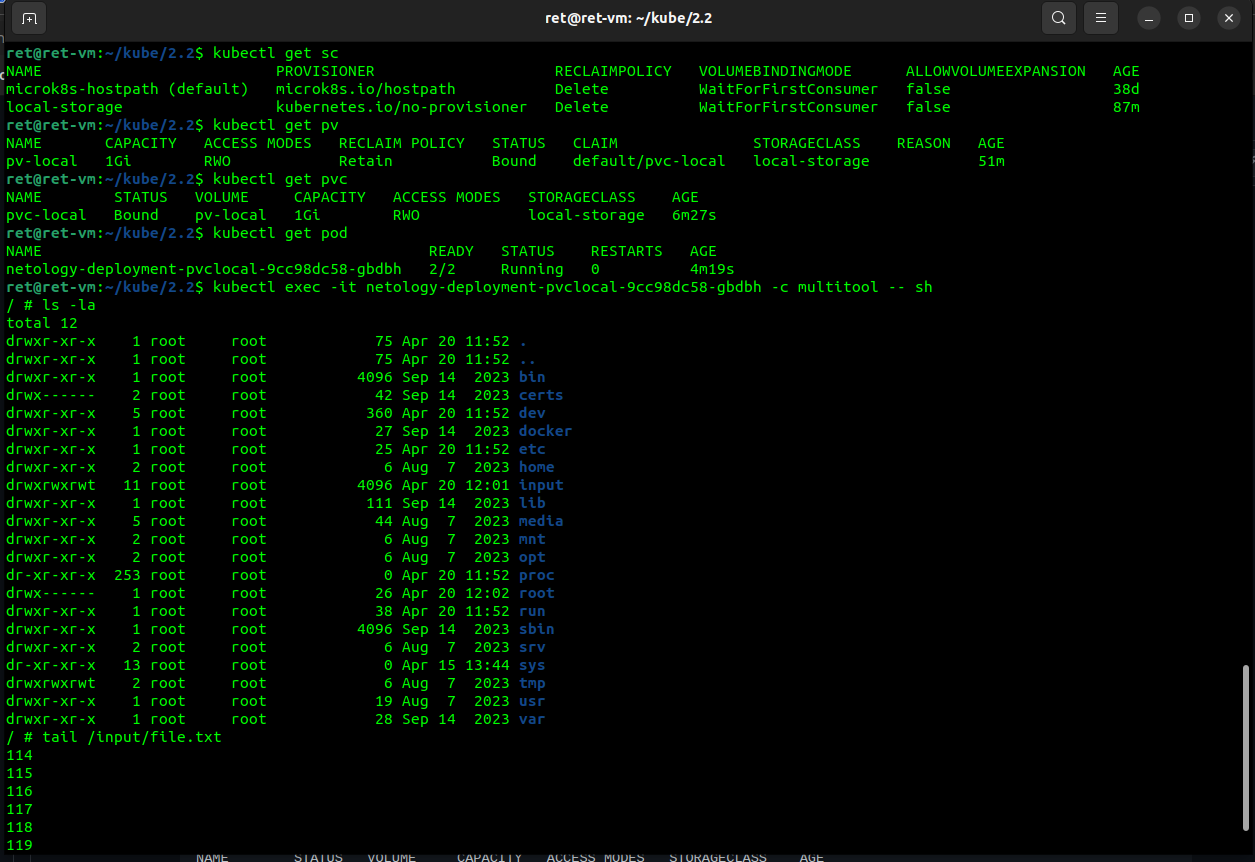 ret@ret-vm: ~/kube/2.2
ret@ret-vm:~/kube/2.2$ kubectl get sc
NAME PROVISIONER RECLAIMPOLICY VOLUMEBINDINGMODE ALLOWVOLUMEEXPANSION AGE
microk8s-hostpath (default) microk8s.io/hostpath Delete WaitForFirstConsumer false 38d
local-storage kubernetes.io/no-provisioner Delete WaitForFirstConsumer false 87m
ret@ret-vm:~/kube/2.2$ kubectl get pv
NAME CAPACITY ACCESS MODES RECLAIM POLICY STATUS CLAIM STORAGECLASS REASON AGE
pv-local 1Gi RWO Retain Bound default/pvc-local local-storage 51m
ret@ret-vm:~/kube/2.2$ kubectl get pvc
NAME STATUS VOLUME CAPACITY ACCESS MODES STORAGECLASS AGE
pvc-local Bound pv-local 1Gi RWO local-storage 6m27s
ret@ret-vm:~/kube/2.2$ kubectl get pod
NAME READY STATUS RESTARTS AGE
netology-deployment-pvclocal-9cc98dc58-gbdbh 2/2 Running 0 4m19s
ret@ret-vm:~/kube/2.2$ kubectl exec -it netology-deployment-pvclocal-9cc98dc58-gbdbh -c multitool -- sh
/ # ls -la
total 12
drwxr-xr-x 1 root root 75 Apr 20 11:52 .
drwxr-xr-x 1 root root 75 Apr 20 11:52 ..
drwxr-xr-x 1 root root 4096 Sep 14 2023 bin
drwx------ 2 root root 42 Sep 14 2023 certs
drwxr-xr-x 5 root root 360 Apr 20 11:52 dev
drwxr-xr-x 1 root root 27 Sep 14 2023 docker
drwxr-xr-x 1 root root 25 Apr 20 11:52 etc
drwxr-xr-x 2 root root 6 Aug 7 2023 home
drwxrwxrwt 11 root root 4096 Apr 20 12:01 input
drwxr-xr-x 1 root root 111 Sep 14 2023 lib
drwxr-xr-x 5 root root 44 Aug 7 2023 media
drwxr-xr-x 2 root root 6 Aug 7 2023 mnt
drwxr-xr-x 2 root root 6 Aug 7 2023 opt
dr-xr-xr-x 253 root root 0 Apr 20 11:52 proc
drwx------ 1 root root 26 Apr 20 12:02 root
drwxr-xr-x 1 root root 38 Apr 20 11:52 run
drwxr-xr-x 1 root root 4096 Sep 14 2023 sbin
drwxr-xr-x 2 root root 6 Aug 7 2023 srv
dr-xr-xr-x 13 root root 0 Apr 15 13:44 sys
drwxrwxrwt 2 root root 6 Aug 7 2023 tmp
drwxr-xr-x 1 root root 19 Aug 7 2023 usr
drwxr-xr-x 1 root root 28 Sep 14 2023 var
/ # tail /input/file.txt
114
115
116
117
118
119
NAME STATUS VOLUME CAPACITY ACCESS MODES STORAGECLASS AGE